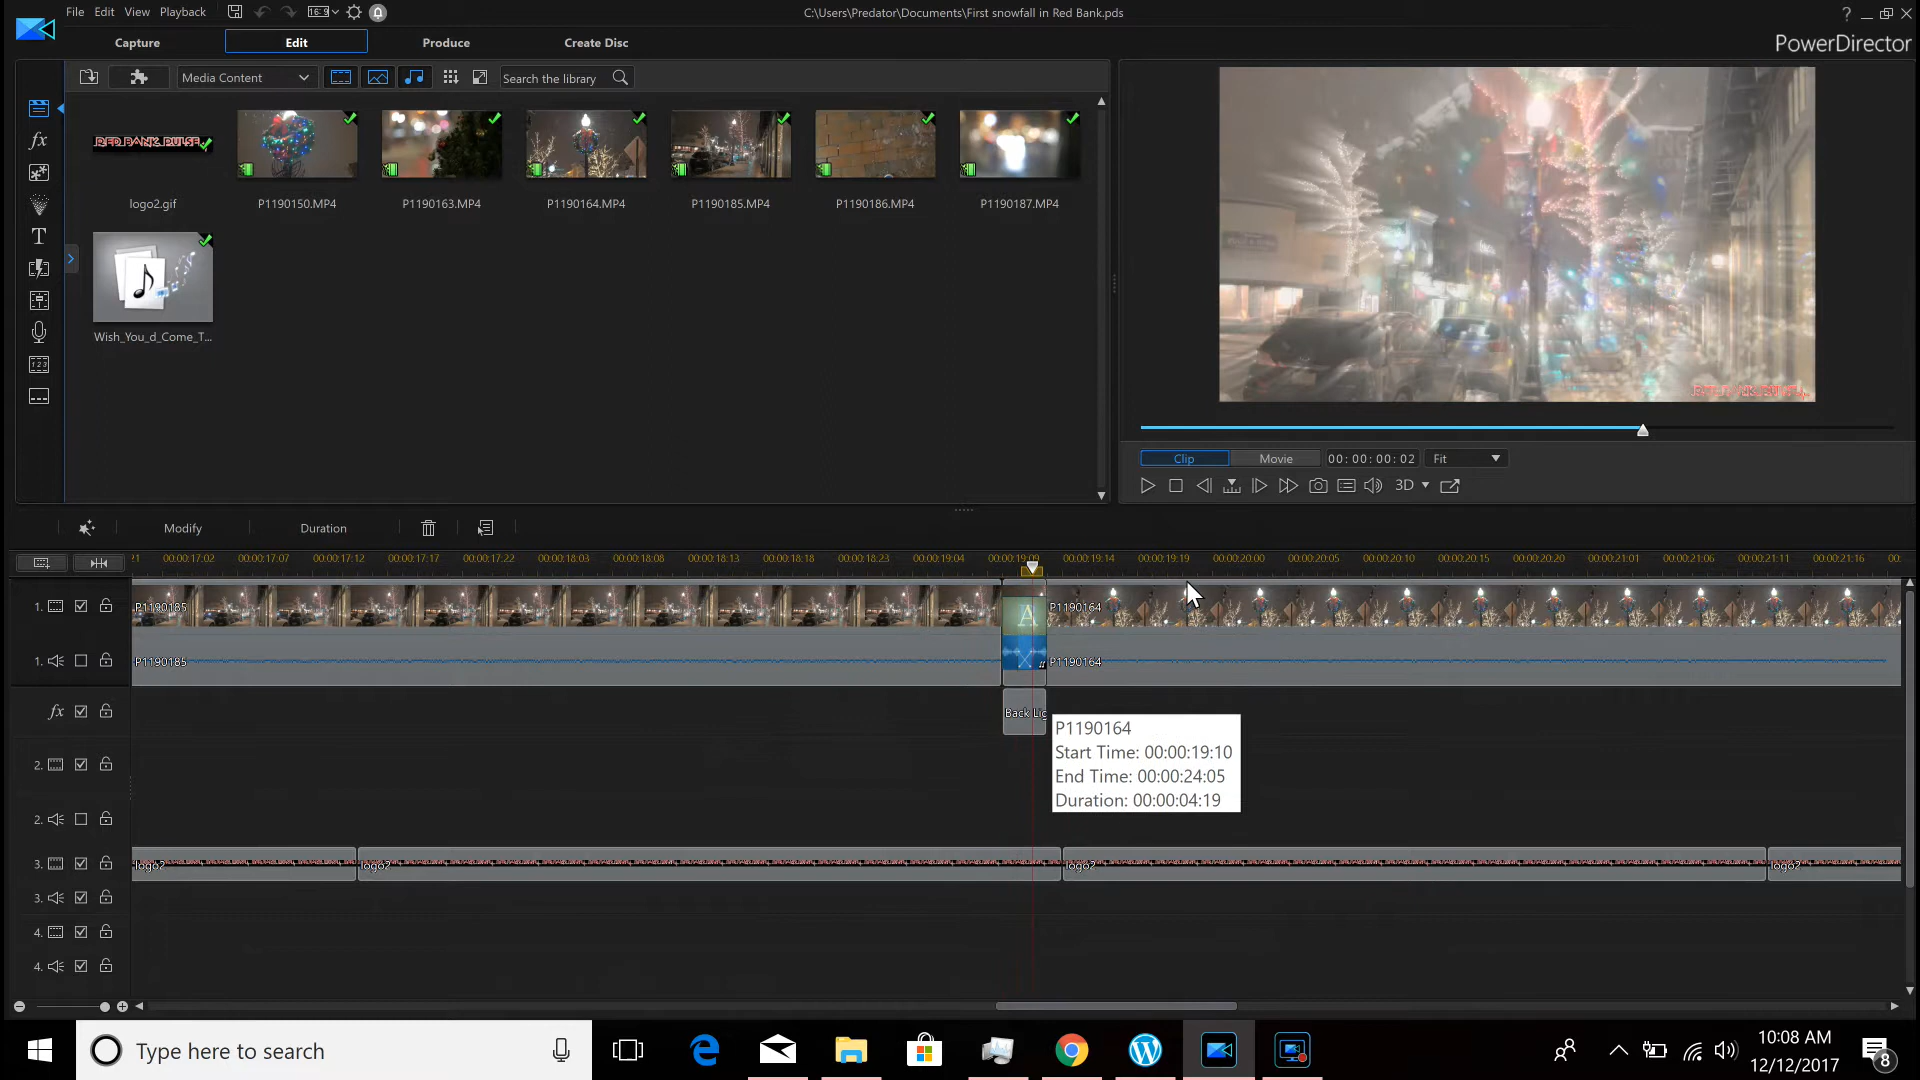 File Edit View Playback 16:9 C:\Users\Predator\Documents\First snowfall in Red Bank.pds ?
Capture Edit Produce Create Disc PowerDirector
Media Content Search the library
RED BANK PULSE
logo2.gif P1190150.MP4 P1190163.MP4 P1190164.MP4 P1190185.MP4 P1190186.MP4 P1190187.MP4
fx
T
Wish_You_d_Come_T...
Clip Movie 00:00:00:02 Fit
3D
Modify Duration
21 00:00:17:02 00:00:17:07 00:00:17:12 00:00:17:17 00:00:17:22 00:00:18:03 00:00:18:08 00:00:18:13 00:00:18:18 00:00:18:23 00:00:19:04 00:00:19:09 00:00:19:14 00:00:19:19 00:00:20:00 00:00:20:05 00:00:20:10 00:00:20:15 00:00:20:20 00:00:21:01 00:00:21:06 00:00:21:11 00:00:21:16 00:
1. P1190185 A P1190164
1. P1190185 P1190164
fx Back Lig
P1190164
Start Time: 00:00:19:10
End Time: 00:00:24:05
Duration: 00:00:04:19
2.
2.
3. logo2 logo2 logo2 logo2
3.
4.
4.
Type here to search
10:08 AM
12/12/2017
8